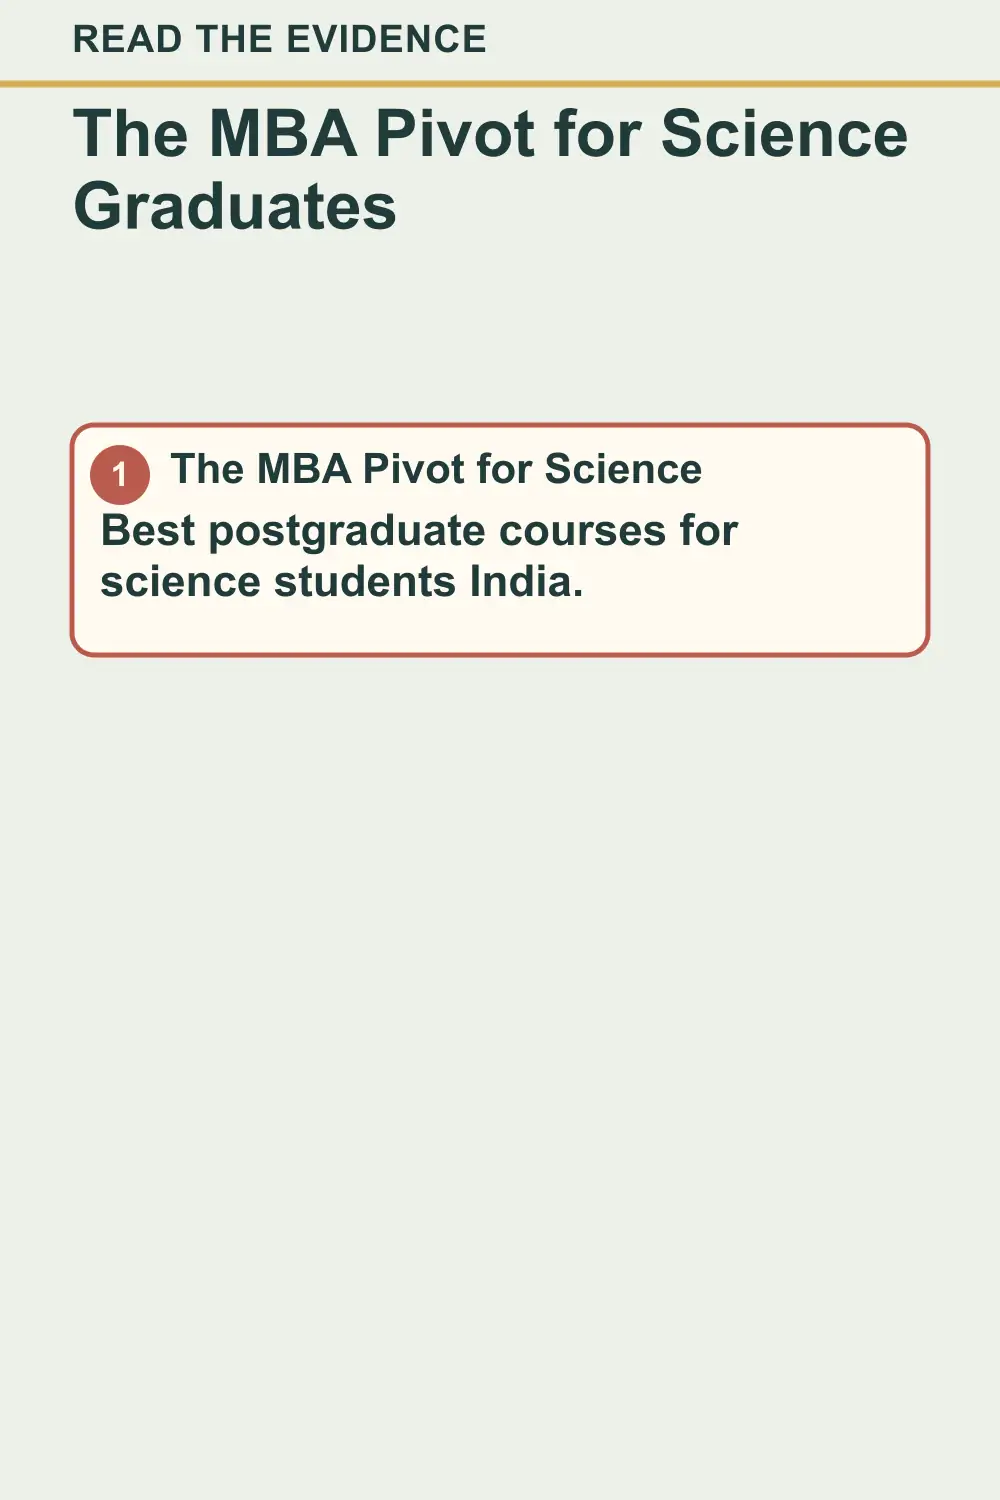 READ THE EVIDENCE
The MBA Pivot for Science
Graduates
1 The MBA Pivot for Science
Best postgraduate courses for
science students India.